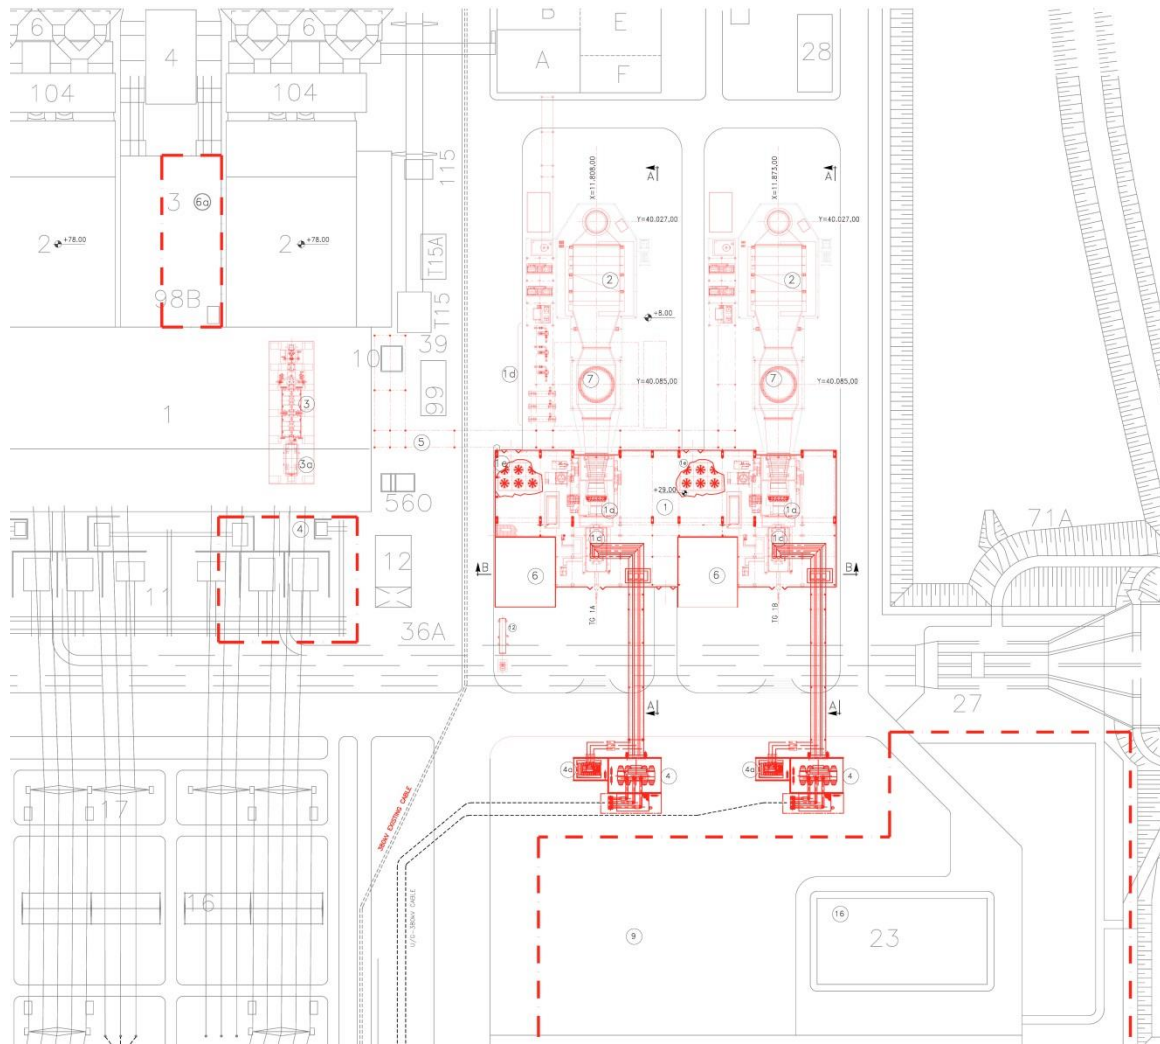 6
4
6
B
E
A
F
28
104
104
115
A
X=11.808,00
A
X=11.873,00
3
6a
Y=40.027,00
Y=40.027,00
2 +78.00
2 +78.00
T15A
2
2
98B
T15
+8.00
10
39
1d
7
7
Y=40.085,00
Y=40.085,00
99
1
3
5
3a
+29.00
1
560
1a
1a
4
71A
1c
1c
12
B
6
6
B
11
TG 1A
TG 1B
36A
13
27
A
A
4a
4
4a
4
17
380kV EXISTING CABLE
16
U/G-380kV CABLE
16
9
23